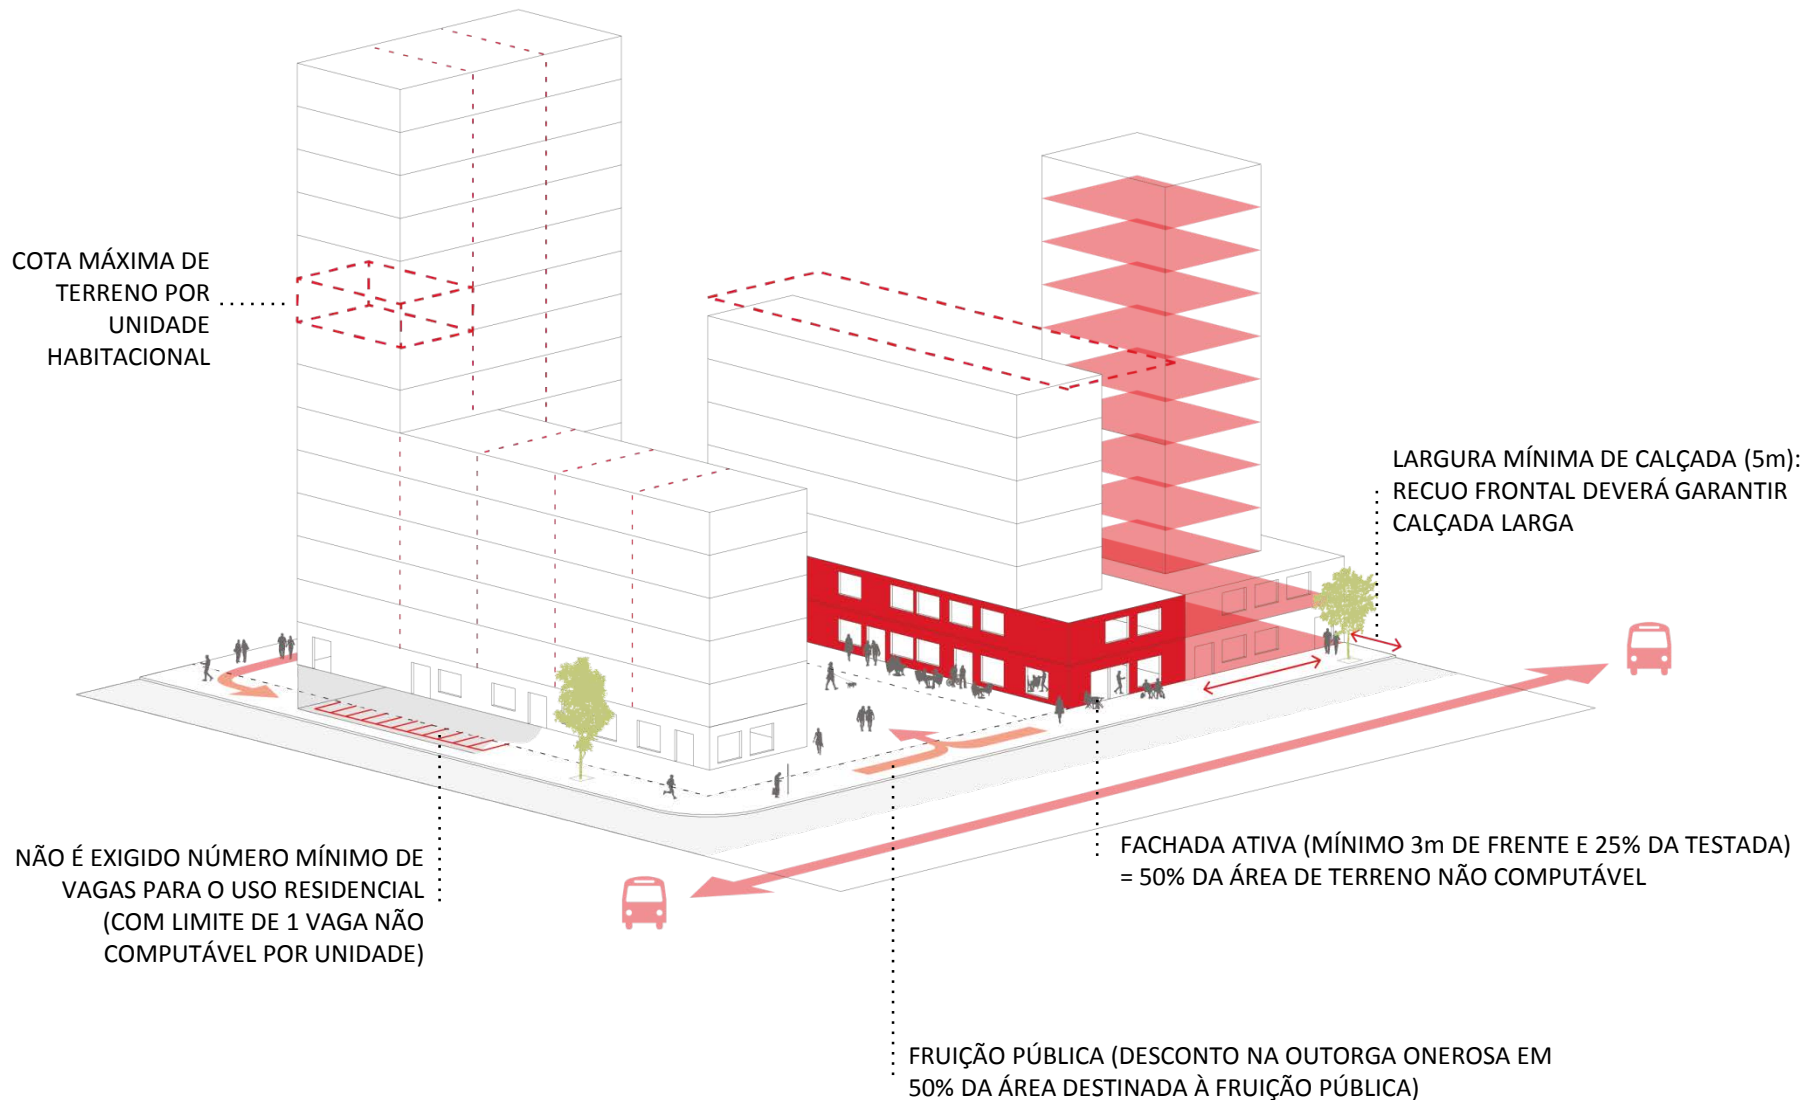 COTA MÁXIMA DE
TERRENO POR
UNIDADE
HABITACIONAL
LARGURA MÍNIMA DE CALÇADA (5m):
RECUO FRONTAL DEVERÁ GARANTIR
CALÇADA LARGA
NÃO É EXIGIDO NÚMERO MÍNIMO DE
VAGAS PARA O USO RESIDENCIAL
(COM LIMITE DE 1 VAGA NÃO
COMPUTÁVEL POR UNIDADE)
FACHADA ATIVA (MÍNIMO 3m DE FRENTE E 25% DA TESTADA)
= 50% DA ÁREA DE TERRENO NÃO COMPUTÁVEL
FRUIÇÃO PÚBLICA (DESCONTO NA OUTORGA ONEROSA EM
50% DA ÁREA DESTINADA À FRUIÇÃO PÚBLICA)